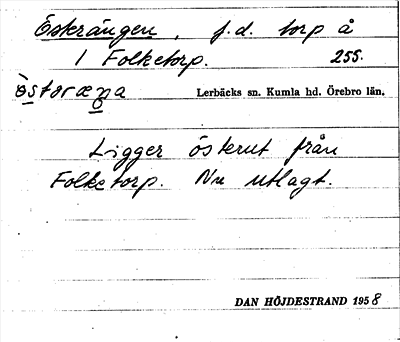 Österängen, f.d. torp å
1 Folketorp. 255.
östəræŋa Lerbäcks sn. Kumla hd. Örebro län.
Ligger österut från
Folketorp. Nu utlagt.
DAN HÖJDESTRAND 1958